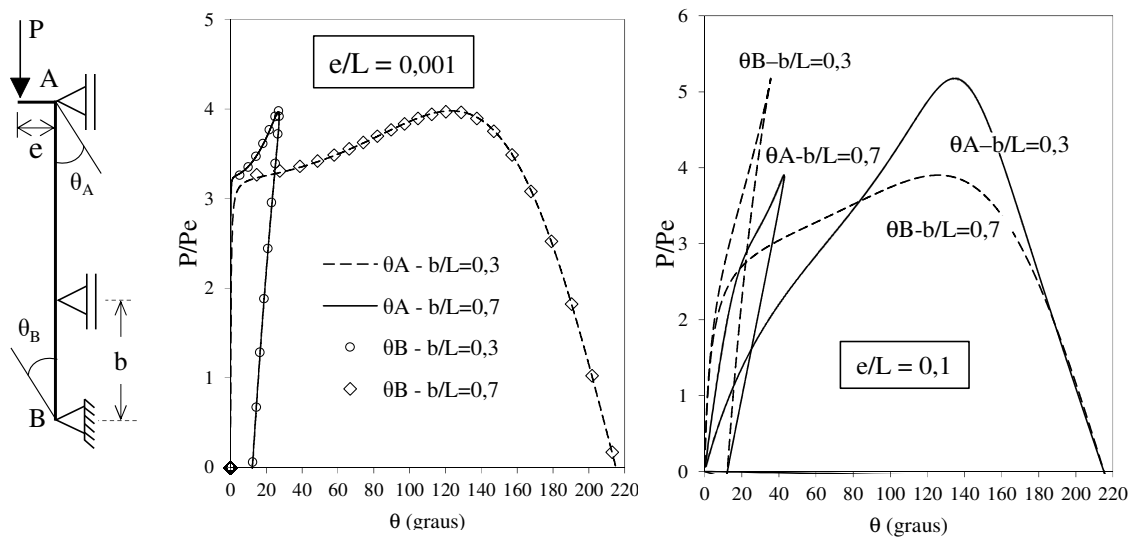 P
A
e
θA
θB
b
B
P/Pe
5
4
3
2
1
0
e/L = 0,001
θA - b/L=0,3
θA - b/L=0,7
θB - b/L=0,3
θB - b/L=0,7
0 20 40 60 80 100 120 140 160 180 200 220
θ (graus)
P/Pe
6
5
4
3
2
1
0
θB–b/L=0,3
θA-b/L=0,7
θA–b/L=0,3
θB-b/L=0,7
e/L = 0,1
0 20 40 60 80 100 120 140 160 180 200 220
θ (graus)